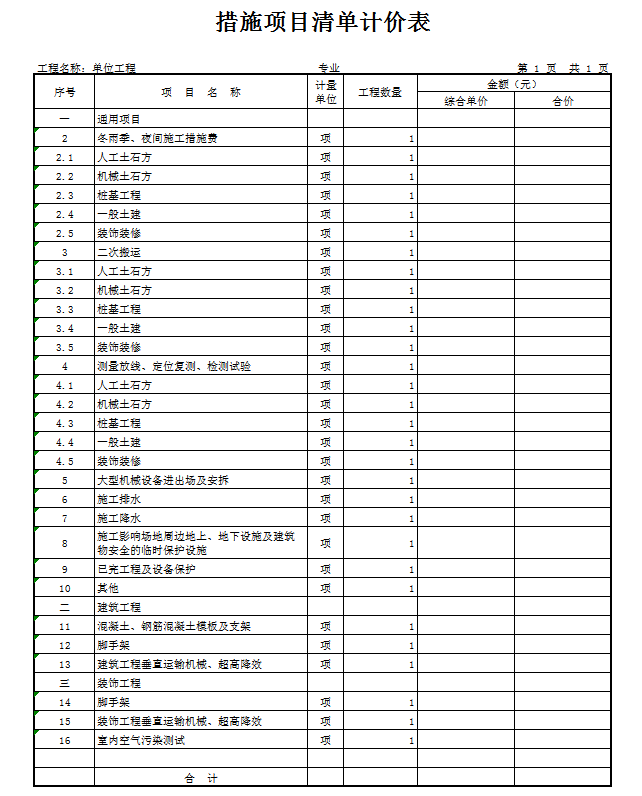 措施项目清单计价表
工程名称：单位工程 专业 第 1 页 共 1 页
序号 项 目 名 称 计量单位 工程数量 金额（元）
综合单价 合价
一 通用项目
2 冬雨季、夜间施工措施费 项 1
2.1 人工土石方 项 1
2.2 机械土石方 项 1
2.3 桩基工程 项 1
2.4 一般土建 项 1
2.5 装饰装修 项 1
3 二次搬运 项 1
3.1 人工土石方 项 1
3.2 机械土石方 项 1
3.3 桩基工程 项 1
3.4 一般土建 项 1
3.5 装饰装修 项 1
4 测量放线、定位复测、检测试验 项 1
4.1 人工土石方 项 1
4.2 机械土石方 项 1
4.3 桩基工程 项 1
4.4 一般土建 项 1
4.5 装饰装修 项 1
5 大型机械设备进出场及安拆 项 1
6 施工排水 项 1
7 施工降水 项 1
8 施工影响场地周边地上、地下设施及建筑
物安全的临时保护设施 项 1
9 已完工程及设备保护 项 1
10 其他 项 1
二 建筑工程
11 混凝土、钢筋混凝土模板及支架 项 1
12 脚手架 项 1
13 建筑工程垂直运输机械、超高降效 项 1
三 装饰工程
14 脚手架 项 1
15 装饰工程垂直运输机械、超高降效 项 1
16 室内空气污染测试 项 1
合 计